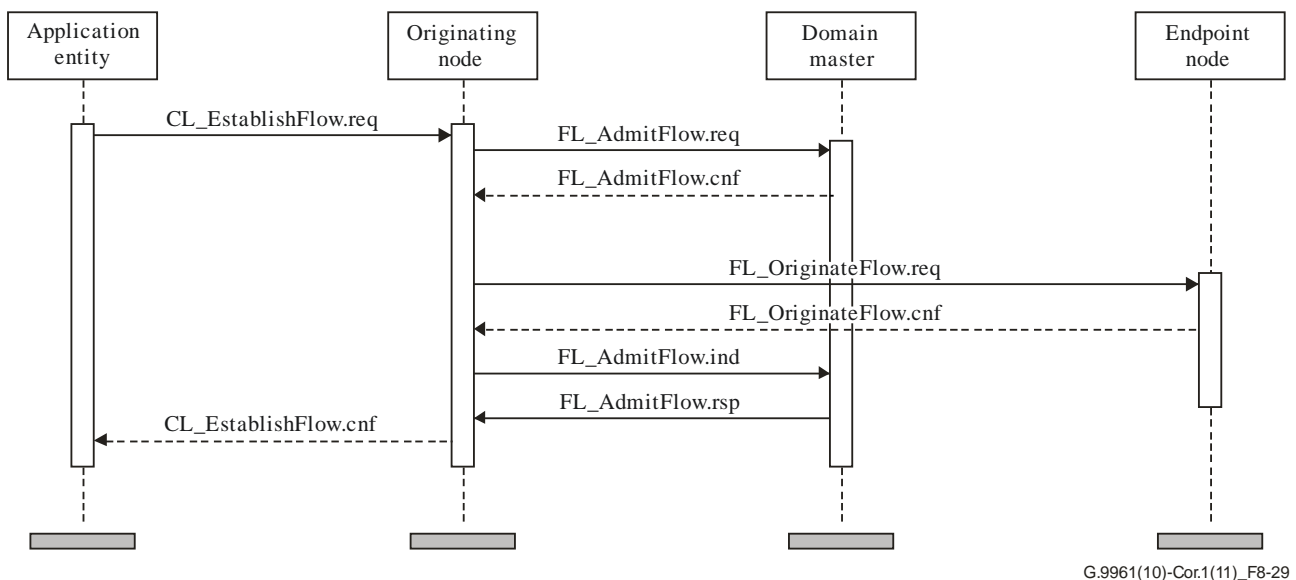 Application
entity
Originating
node
Domain
master
Endpoint
node
CL_EstablishFlow.req
FL_AdmitFlow.req
FL_AdmitFlow.cnf
FL_OriginateFlow.req
FL_OriginateFlow.cnf
FL_AdmitFlow.ind
FL_AdmitFlow.rsp
CL_EstablishFlow.cnf
G.9961(10)-Cor.1(11)_F8-29